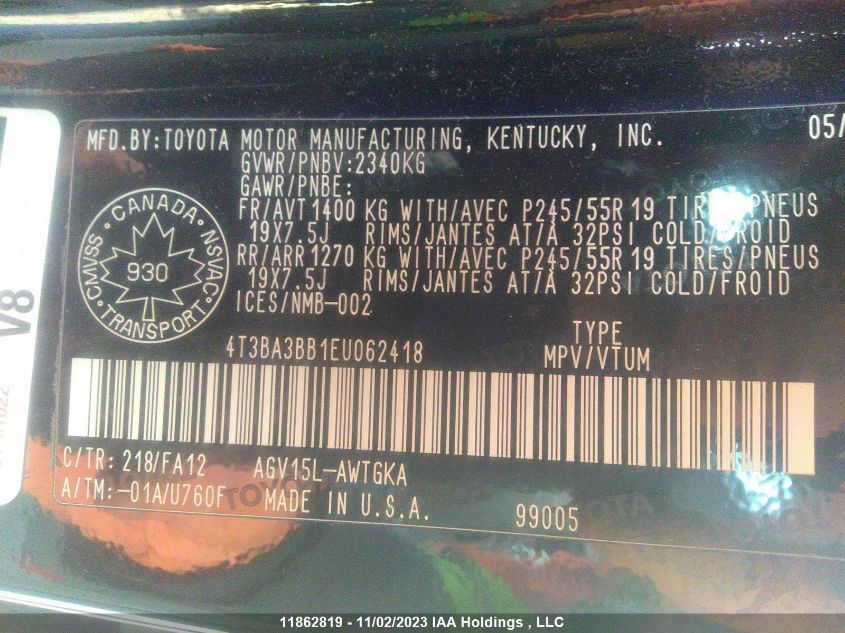 MFD.BY:TOYOTA MOTOR MANUFACTURING, KENTUCKY, INC. 05/
GVWR/PNBV:2340KG
GAWR/PNBE:
FR/AVT 1400 KG WITH/AVEC P245/55R19 TIRES/PNEUS
19X7.5J RIMS/JANTES AT/À 32PSI COLD/FROID
RR/ARR 1270 KG WITH/AVEC P245/55R19 TIRES/PNEUS
19X7.5J RIMS/JANTES AT/À 32PSI COLD/FROID
ICES/NMB-002
CANADA
CMVSS
NSVAC
930
TRANSPORT
V8
TYPE
4T3BA3BB1EU062418 MPV/VTUM
C/TR: 218/FA12 AGV15L-AWTGKA
A/TM:-01A/U760F MADE IN U.S.A. 99005
TOYOTA
11862819 - 11/02/2023 IAA Holdings , LLC